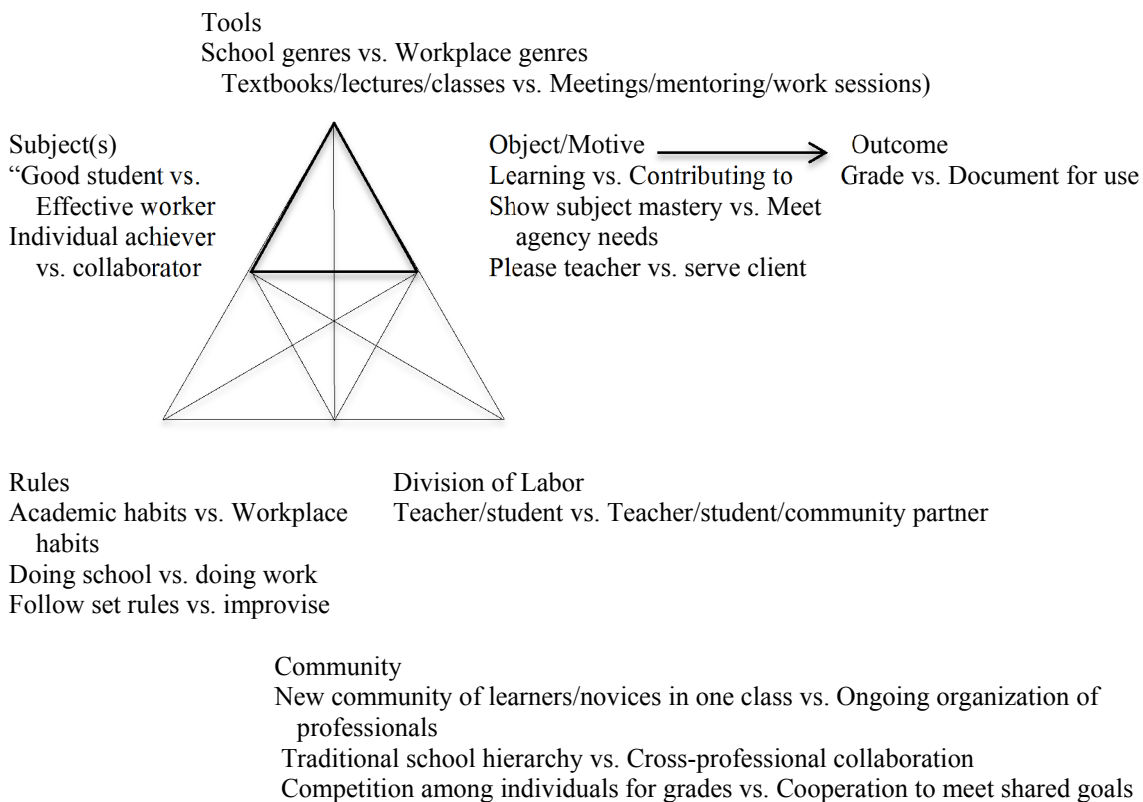 Tools
School genres vs. Workplace genres
Textbooks/lectures/classes vs. Meetings/mentoring/work sessions)
Subject(s)
“Good student vs.
Effective worker
Individual achiever
vs. collaborator
Object/Motive
Learning vs. Contributing to
Show subject mastery vs. Meet
agency needs
Please teacher vs. serve client
Outcome
Grade vs. Document for use
Rules
Academic habits vs. Workplace
habits
Doing school vs. doing work
Follow set rules vs. improvise
Division of Labor
Teacher/student vs. Teacher/student/community partner
Community
New community of learners/novices in one class vs. Ongoing organization of
professionals
Traditional school hierarchy vs. Cross-professional collaboration
Competition among individuals for grades vs. Cooperation to meet shared goals